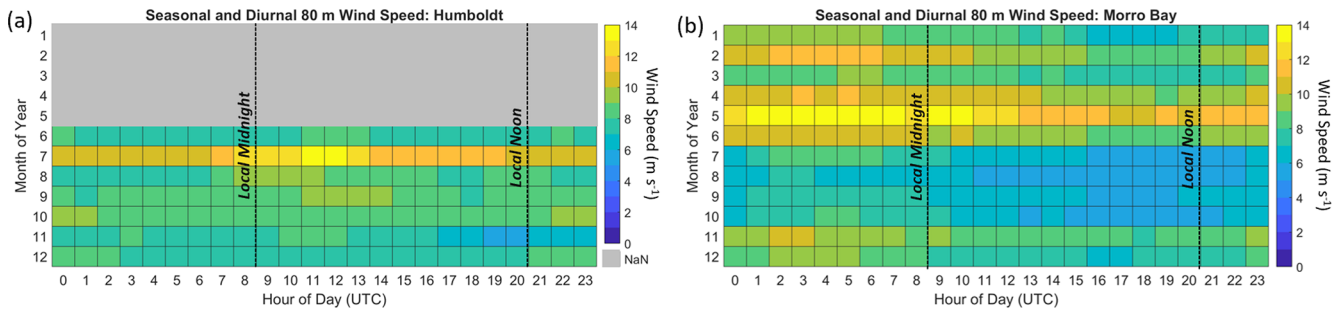 (a)
Seasonal and Diurnal 80 m Wind Speed: Humboldt
Month of Year
1
2
3
4
5
6
7
8
9
10
11
12
Local Midnight
Local Noon
0 1 2 3 4 5 6 7 8 9 10 11 12 13 14 15 16 17 18 19 20 21 22 23
Hour of Day (UTC)
14
12
10
8
6
4
2
0
NaN
Wind Speed (m s-1)
(b)
Seasonal and Diurnal 80 m Wind Speed: Morro Bay
Month of Year
1
2
3
4
5
6
7
8
9
10
11
12
Local Midnight
Local Noon
0 1 2 3 4 5 6 7 8 9 10 11 12 13 14 15 16 17 18 19 20 21 22 23
Hour of Day (UTC)
14
12
10
8
6
4
2
0
Wind Speed (m s-1)